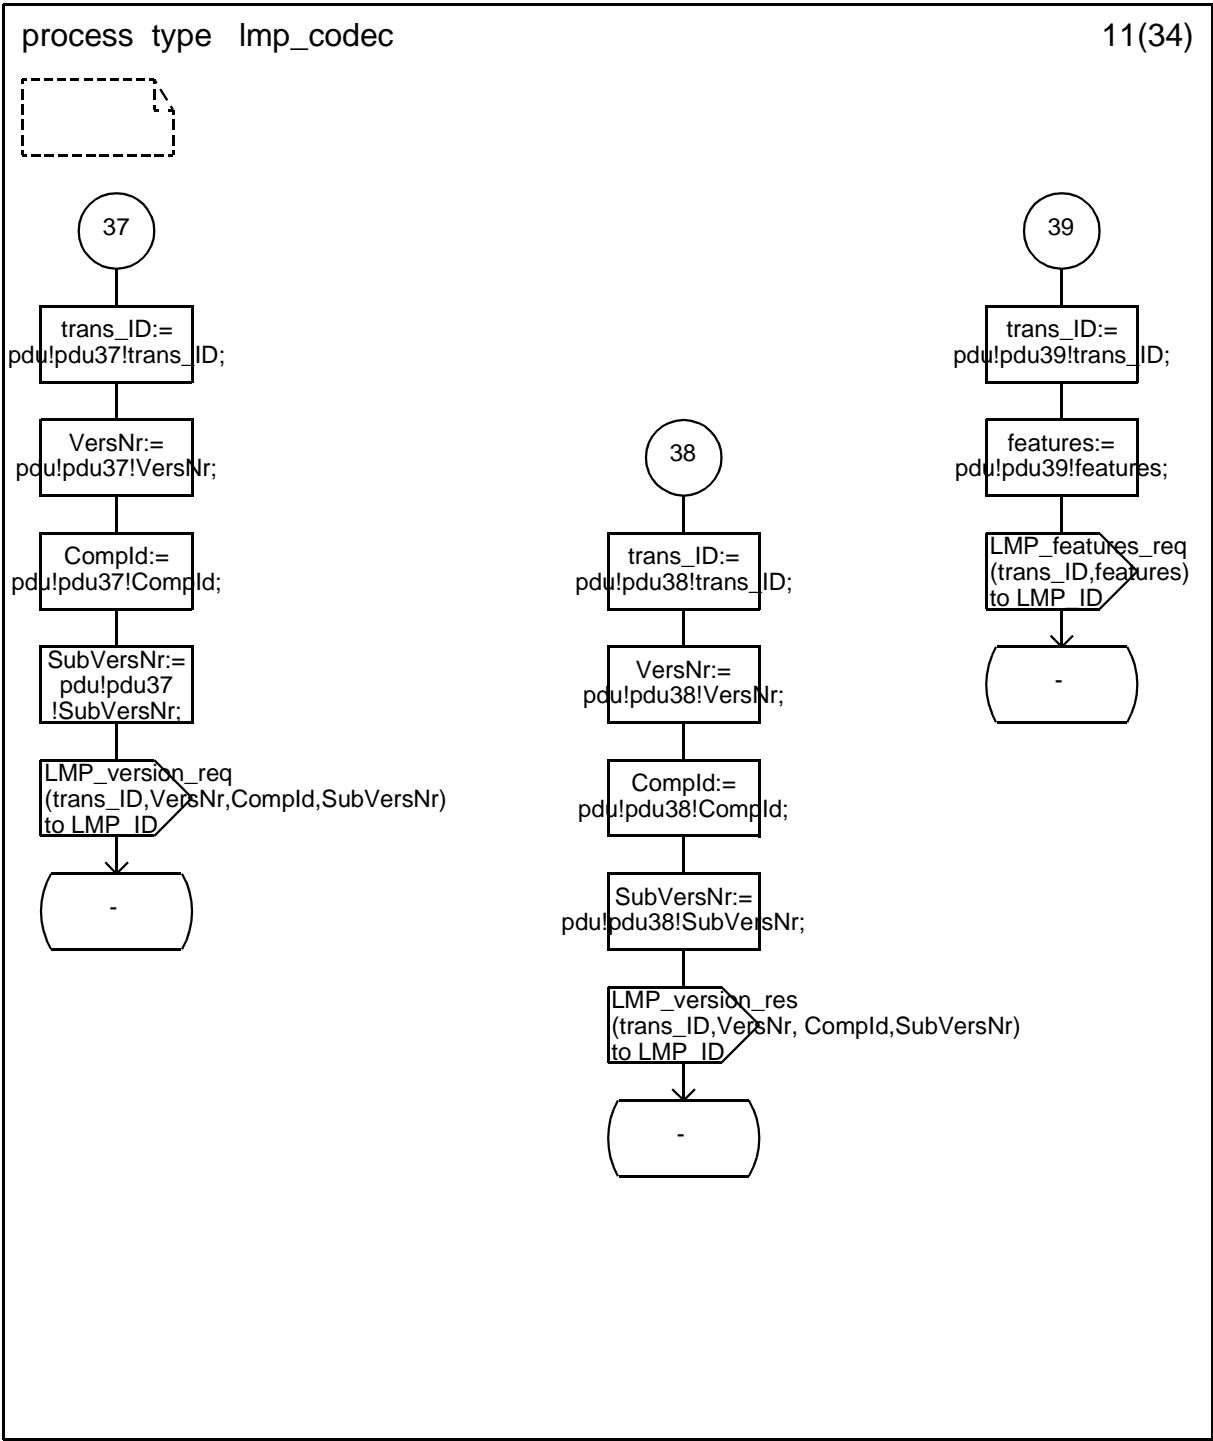 process type lmp_codec
11(34)
37
trans_ID:=
pdu!pdu37!trans_ID;
VersNr:=
pdu!pdu37!VersNr;
CompId:=
pdu!pdu37!CompId;
SubVersNr:=
pdu!pdu37
!SubVersNr;
LMP_version_req
(trans_ID,VersNr,CompId,SubVersNr)
to LMP_ID
-
38
trans_ID:=
pdu!pdu38!trans_ID;
VersNr:=
pdu!pdu38!VersNr;
CompId:=
pdu!pdu38!CompId;
SubVersNr:=
pdu!pdu38!SubVersNr;
LMP_version_res
(trans_ID,VersNr, CompId,SubVersNr)
to LMP_ID
-
39
trans_ID:=
pdu!pdu39!trans_ID;
features:=
pdu!pdu39!features;
LMP_features_req
(trans_ID,features)
to LMP_ID
-